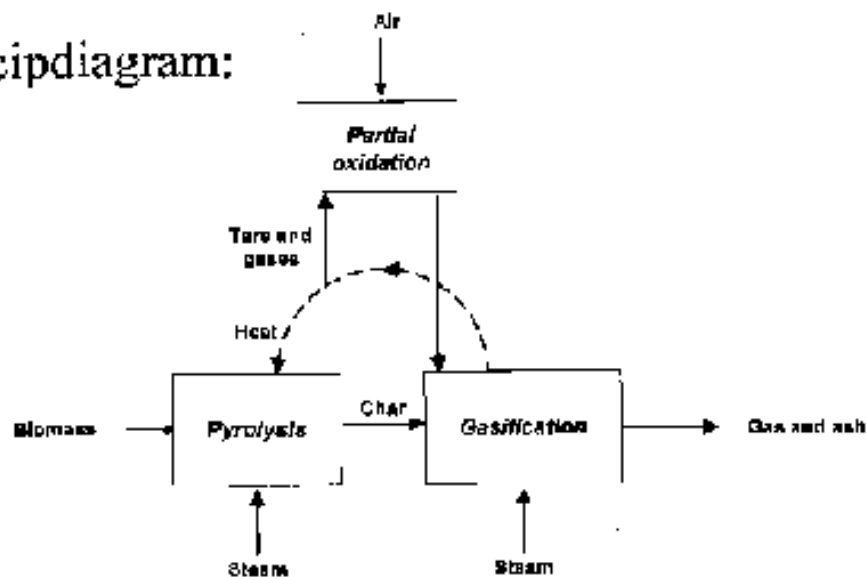 cipdiagram:
Air
Partial
oxidation
Tars and
gases
Heat
Char
Biomass
Pyrolysis
Gasification
Gas and ash
Steam
Steam